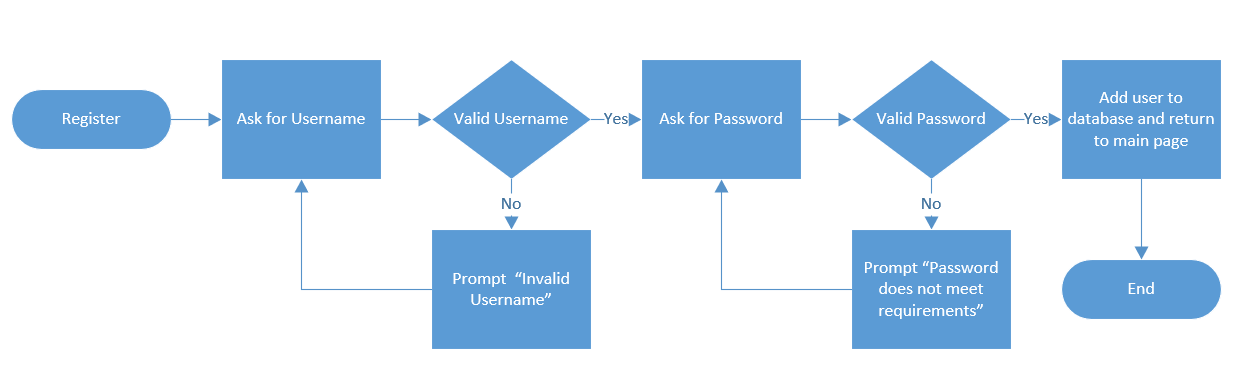 Register
Ask for Username
Valid Username
Yes
Ask for Password
Valid Password
Yes
Add user to
database and return
to main page
No
No
Prompt  “Invalid
Username”
Prompt “Password
does not meet
requirements”
End